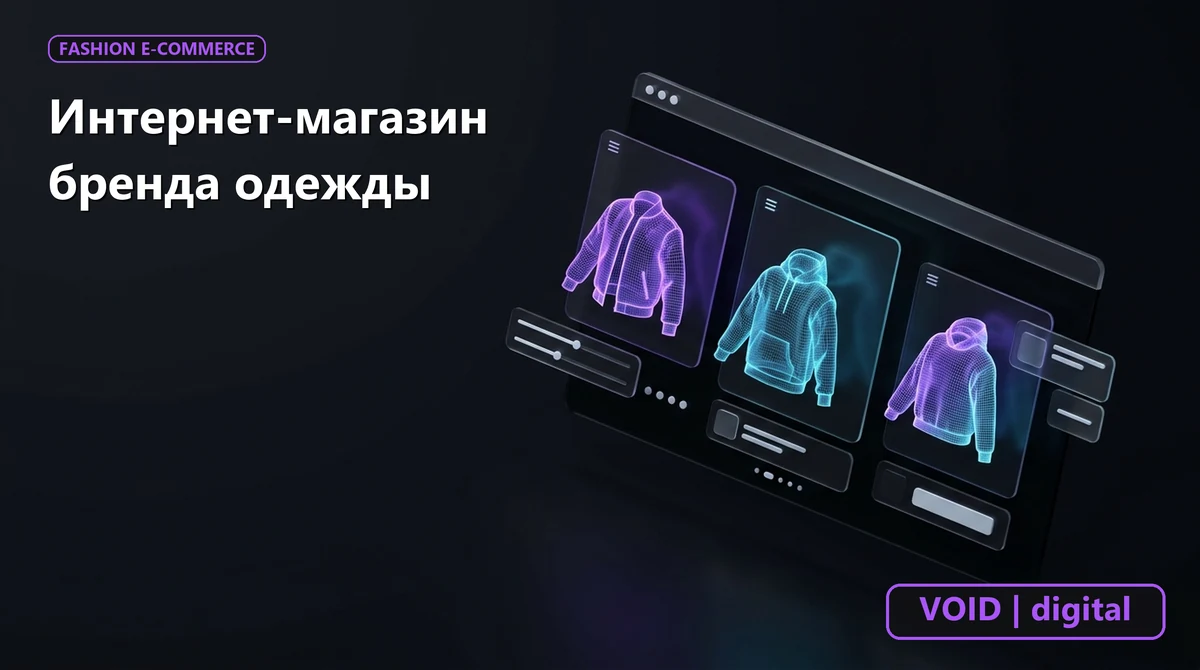 FASHION E-COMMERCE
Интернет-магазин
бренда одежды
VOID | digital